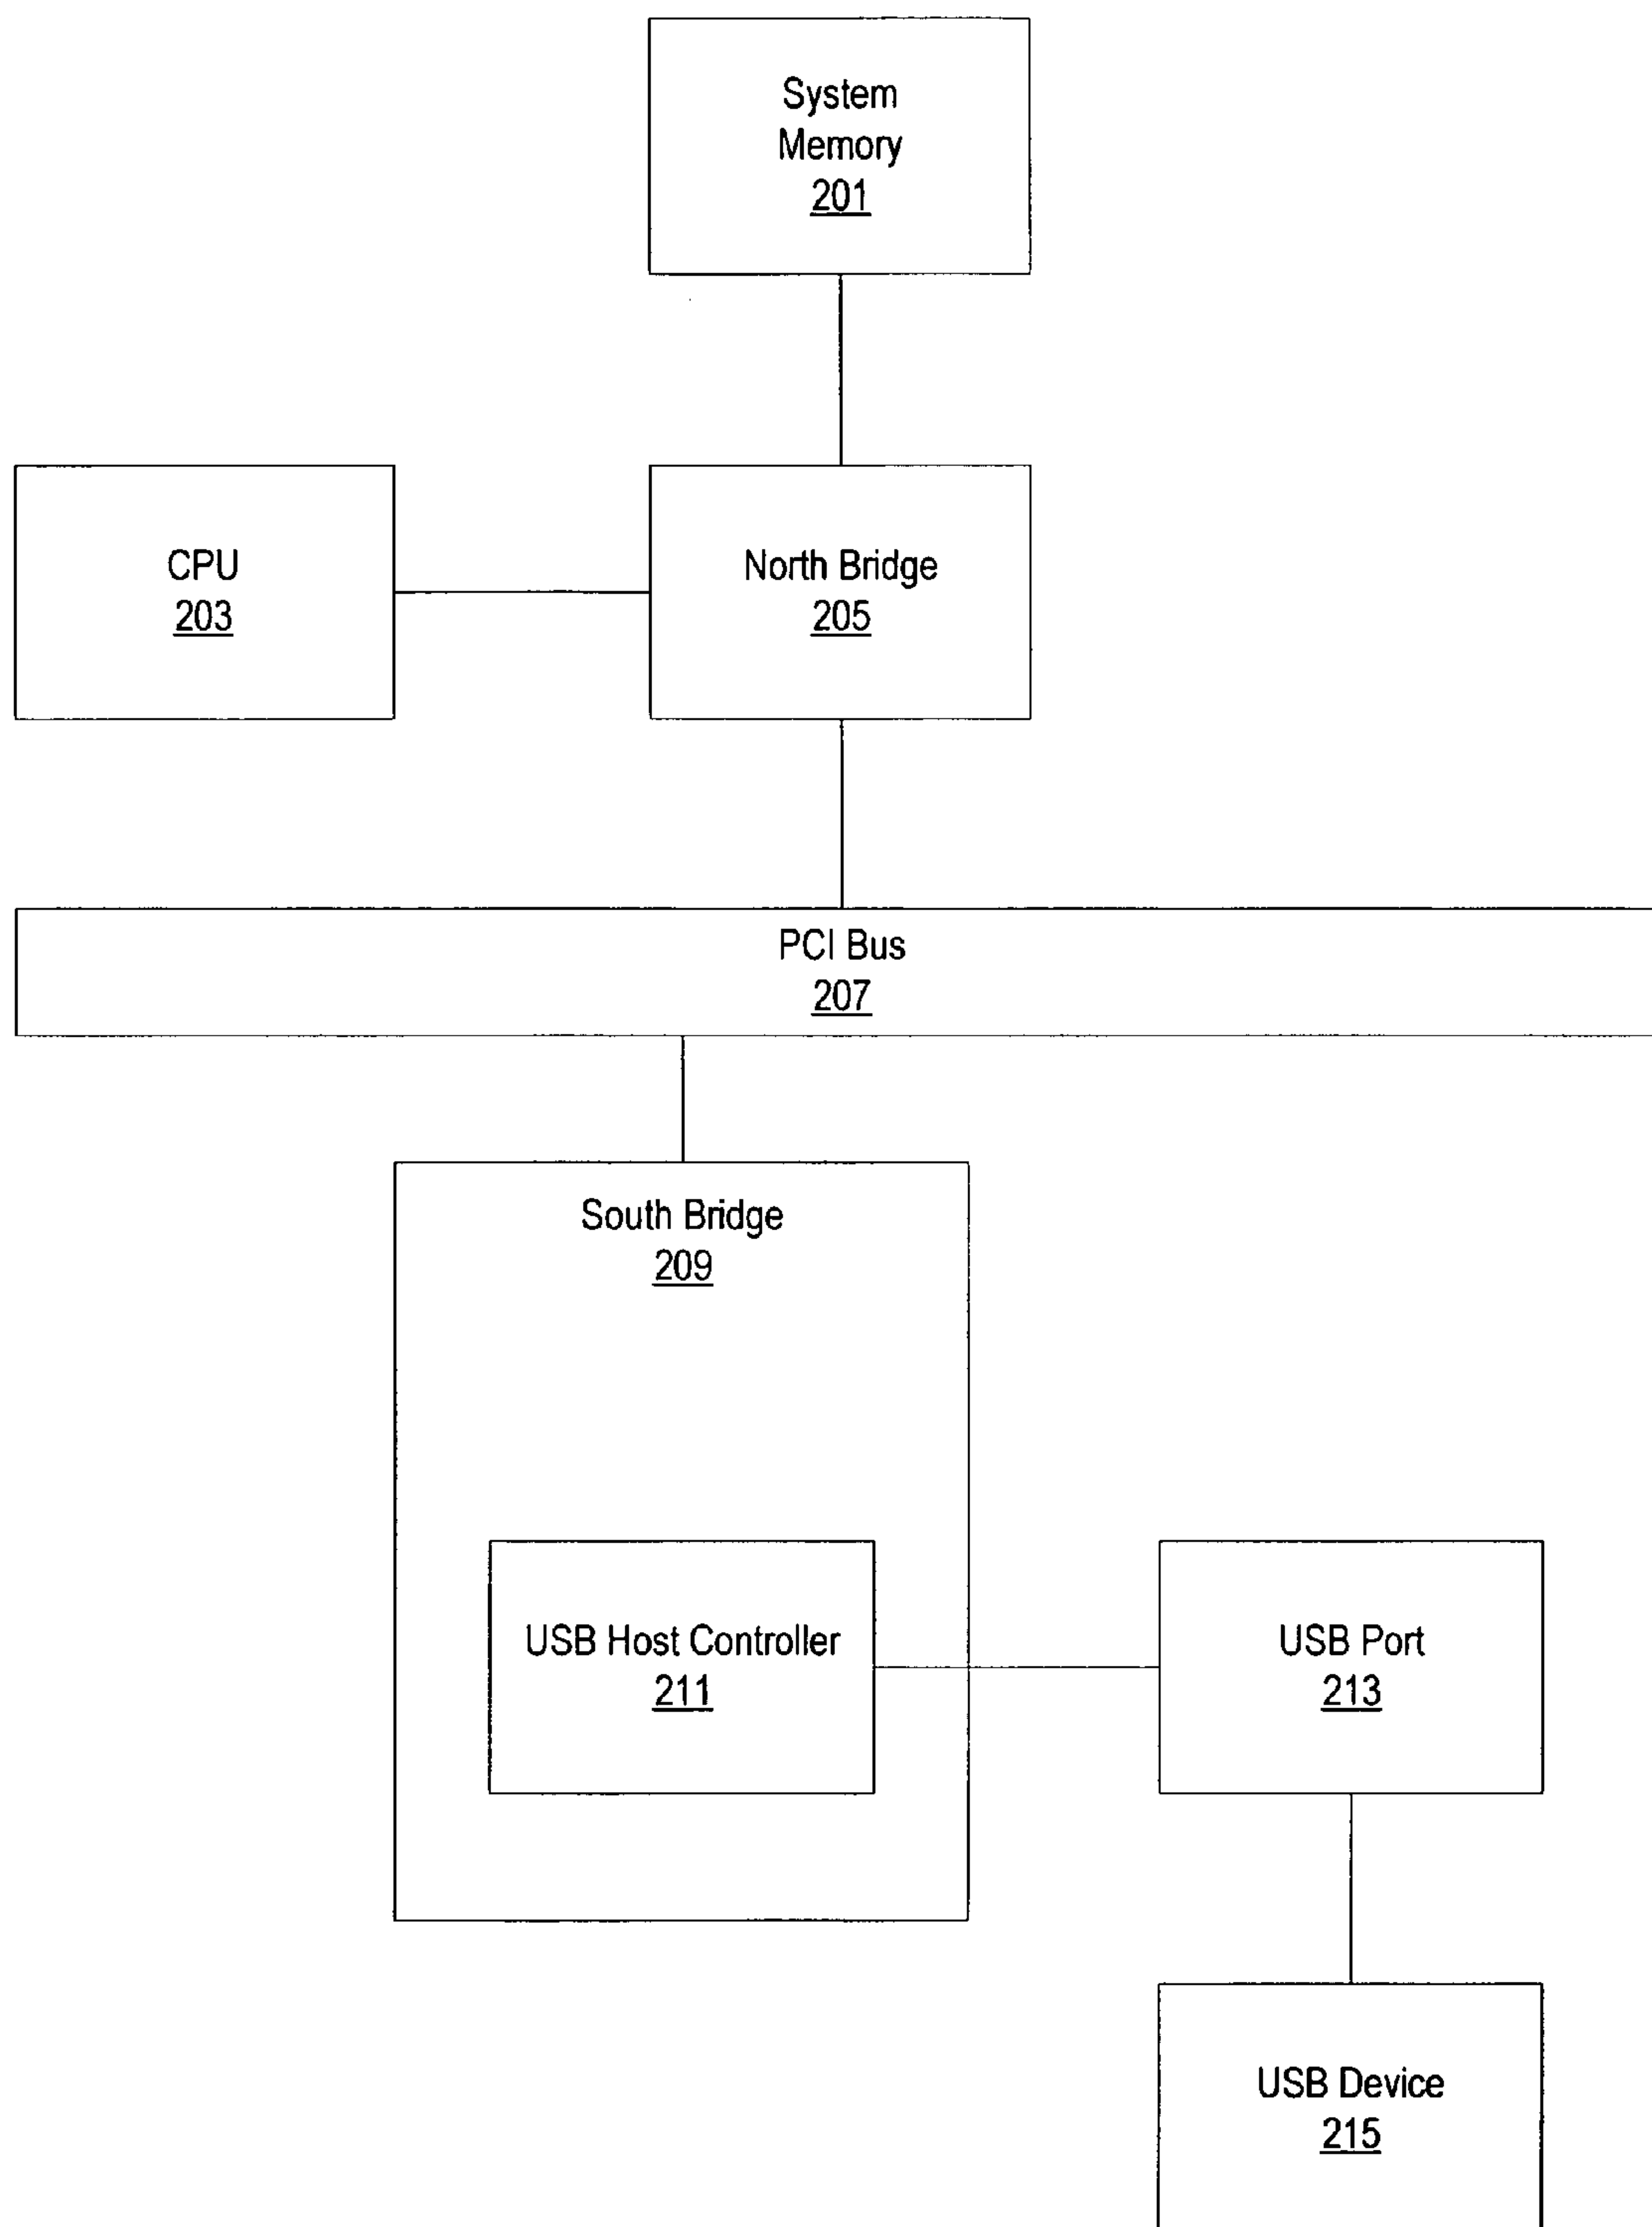 System
Memory
201
CPU
203
North Bridge
205
PCI Bus
207
South Bridge
209
USB Host Controller
211
USB Port
213
USB Device
215